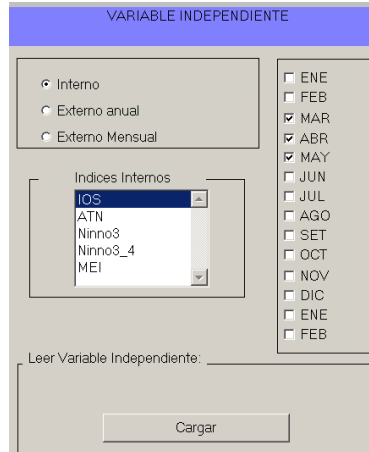 VARIABLE INDEPENDIENTE
Interno
Externo anual
Externo Mensual
Indices Internos
IOS
ATN
Ninno3
Ninno3_4
MEI
ENE
FEB
MAR
ABR
MAY
JUN
JUL
AGO
SET
OCT
NOV
DIC
ENE
FEB
Leer Variable Independiente:
Cargar